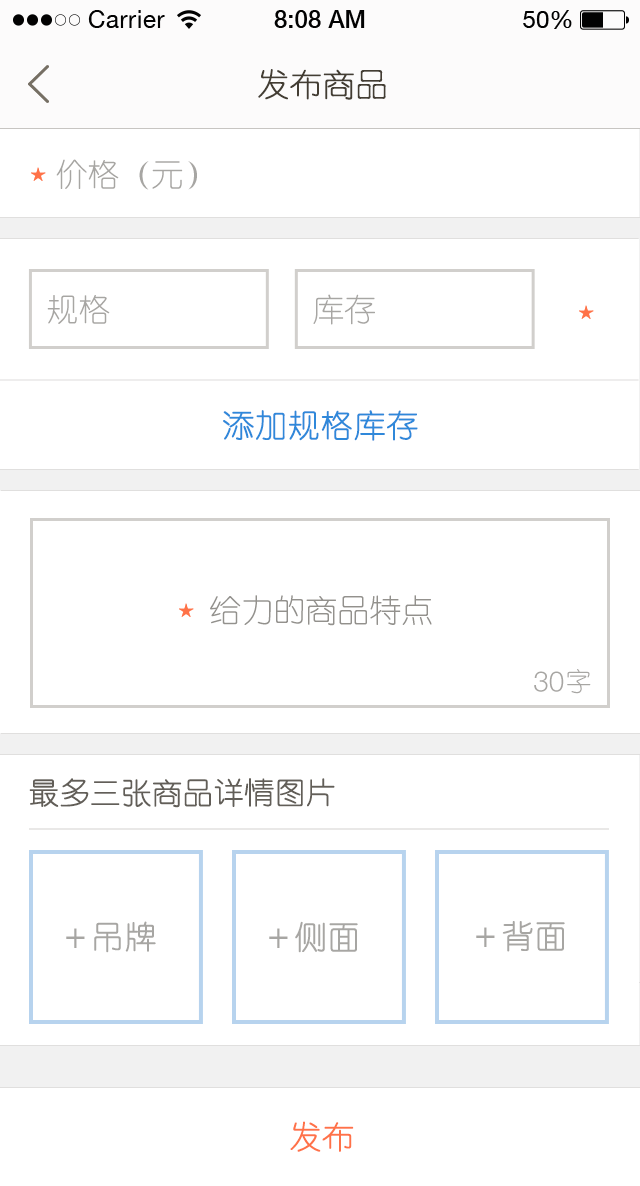 Carrier 8:08 AM 50%
发布商品
★ 价格（元）
规格 库存 ★
添加规格库存
★ 给力的商品特点
30字
最多三张商品详情图片
+吊牌 +侧面 +背面
发布